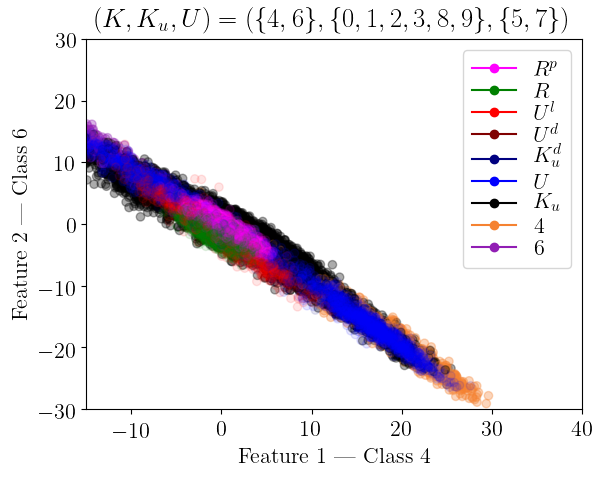 (K, K_u, U) = ({4, 6}, {0, 1, 2, 3, 8, 9}, {5, 7})
30
20
10
0
−10
−20
−30
−10
0
10
20
30
40
Feature 2 — Class 6
Feature 1 — Class 4
R^p
R
U^l
U^d
K_u^d
U
K_u
4
6